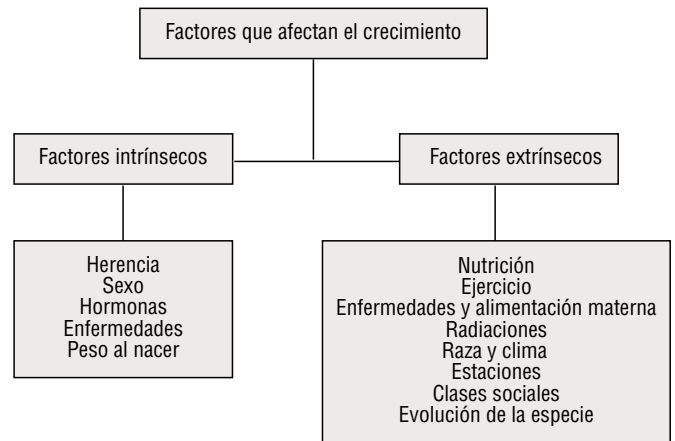 Factores que afectan el crecimiento
Factores intrínsecos
Factores extrínsecos
Herencia
Sexo
Hormonas
Enfermedades
Peso al nacer
Nutrición
Ejercicio
Enfermedades y alimentación materna
Radiaciones
Raza y clima
Estaciones
Clases sociales
Evolución de la especie